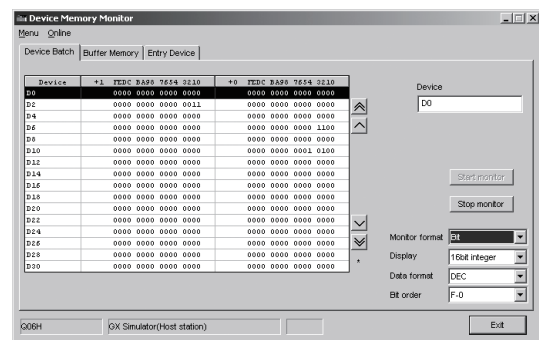 Device Memory Monitor
Menu Online
Device Batch Buffer Memory Entry Device
Device +1 FEDC BA98 7654 3210 +0 FEDC BA98 7654 3210
D0 0000 0000 0000 0000 0000 0000 0000 0000
D2 0000 0000 0000 0011 0000 0000 0000 0000
D4 0000 0000 0000 0000 0000 0000 0000 0000
D6 0000 0000 0000 0000 0000 0000 0000 1100
D8 0000 0000 0000 0000 0000 0000 0000 0000
D10 0000 0000 0000 0000 0000 0000 0001 0100
D12 0000 0000 0000 0000 0000 0000 0000 0000
D14 0000 0000 0000 0000 0000 0000 0000 0000
D16 0000 0000 0000 0000 0000 0000 0000 0000
D18 0000 0000 0000 0000 0000 0000 0000 0000
D20 0000 0000 0000 0000 0000 0000 0000 0000
D22 0000 0000 0000 0000 0000 0000 0000 0000
D24 0000 0000 0000 0000 0000 0000 0000 0000
D26 0000 0000 0000 0000 0000 0000 0000 0000
D28 0000 0000 0000 0000 0000 0000 0000 0000
D30 0000 0000 0000 0000 0000 0000 0000 0000
*
Device
D0
Start monitor
Stop monitor
Monitor format Bit
Display 16bit integer
Data format DEC
Bit order F-0
Q06H GX Simulator(Host station)
Exit